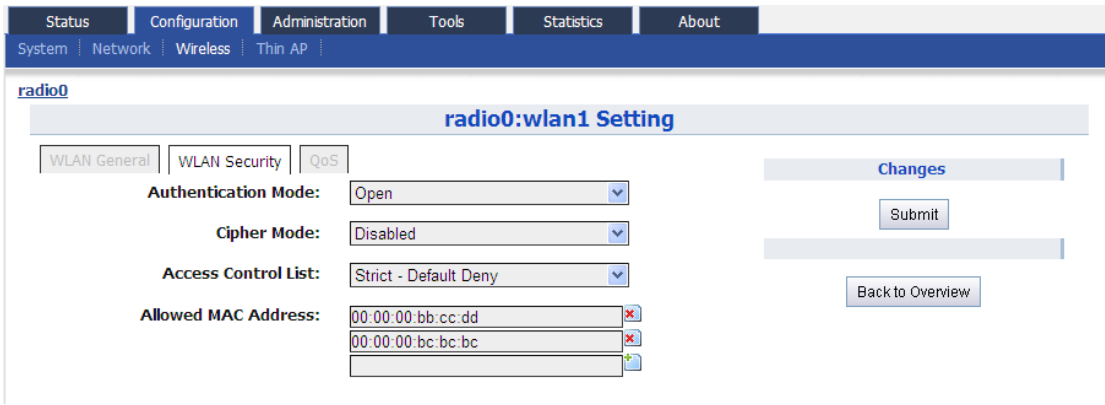 Status Configuration Administration Tools Statistics About
System Network Wireless Thin AP
radio0
radio0:wlan1 Setting
WLAN General WLAN Security QoS
Changes
Authentication Mode: Open
Submit
Cipher Mode: Disabled
Access Control List: Strict - Default Deny
Back to Overview
Allowed MAC Address: 00:00:00:bb:cc:dd
00:00:00:bc:bc:bc